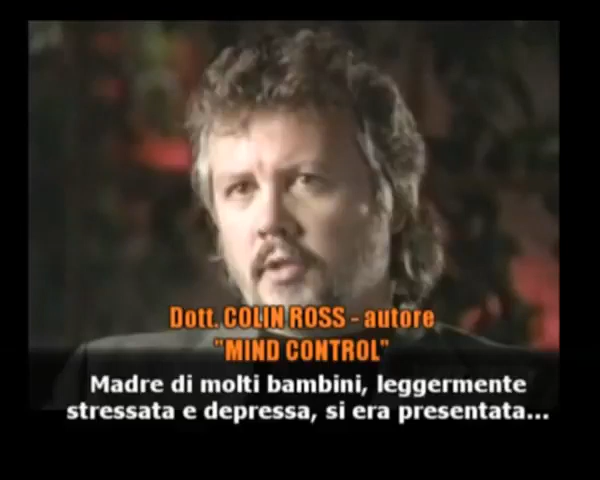 Dott. COLIN ROSS - autore
"MIND CONTROL"
Madre di molti bambini, leggermente
stressata e depressa, si era presentata...